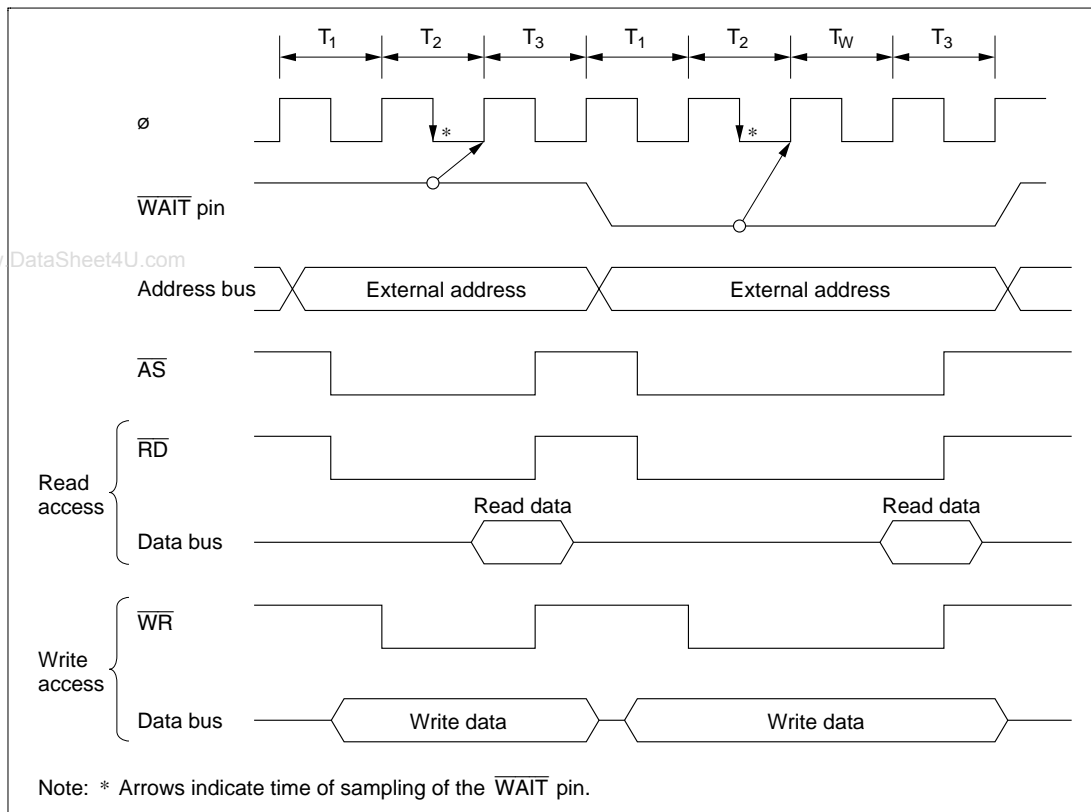 T1 T2 T3 T1 T2 TW T3
ø
* *
WAIT pin
.DataSheet4U.com
Address bus External address External address
AS
RD
Read access
Read data Read data
Data bus
WR
Write access
Data bus Write data Write data
Note: * Arrows indicate time of sampling of the WAIT pin.